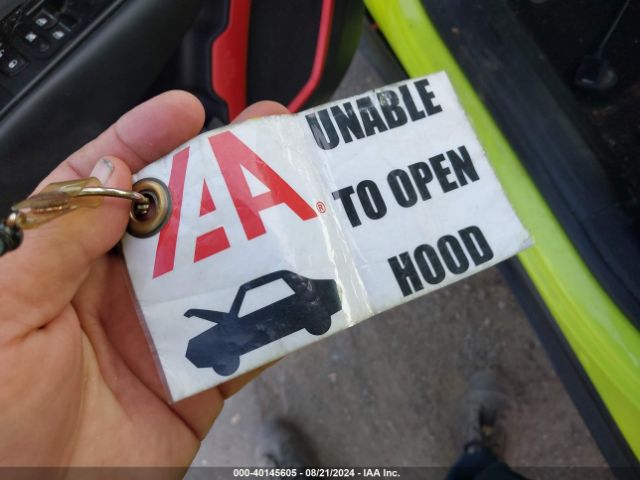 IAA®
UNABLE
TO OPEN
HOOD
000-40145605 - 08/21/2024 - IAA Inc.